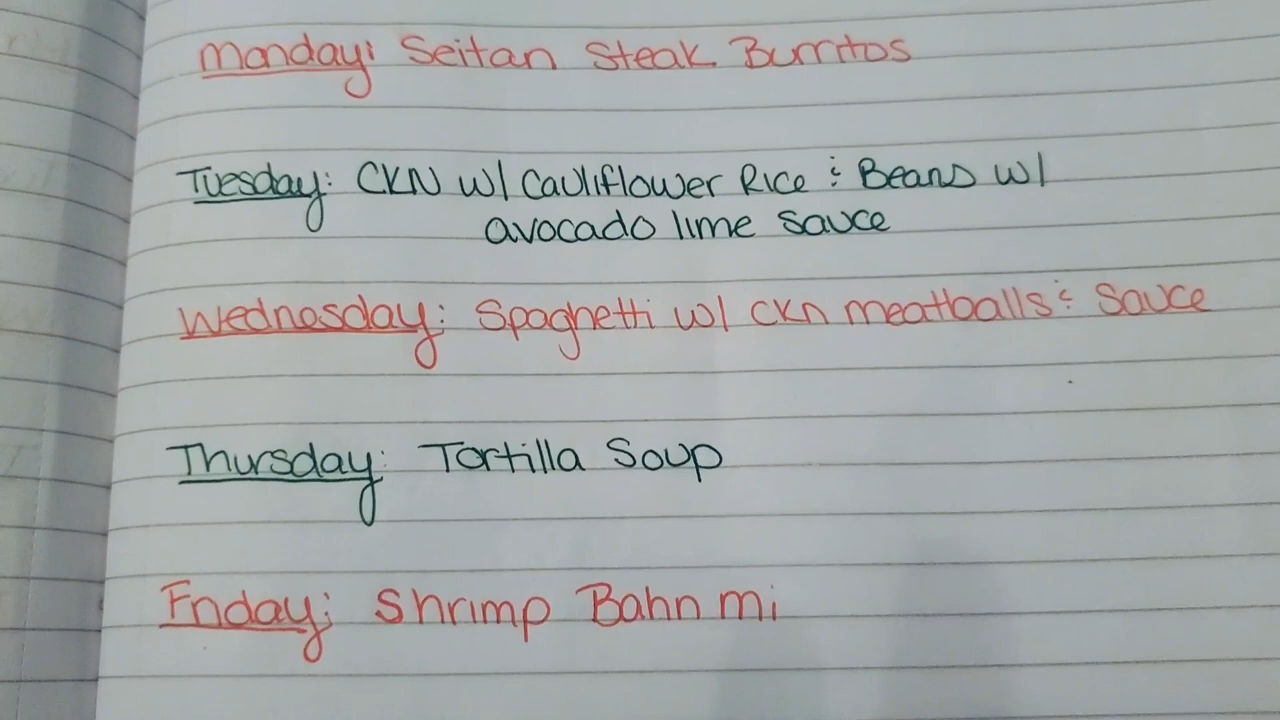 Monday: Seitan Steak Burritos
Tuesday: CKN w/ Cauliflower Rice & Beans w/
avocado lime sauce
Wednesday: Spaghetti w/ ckn meatballs & Sauce
Thursday: Tortilla Soup
Friday: Shrimp Bahn mi